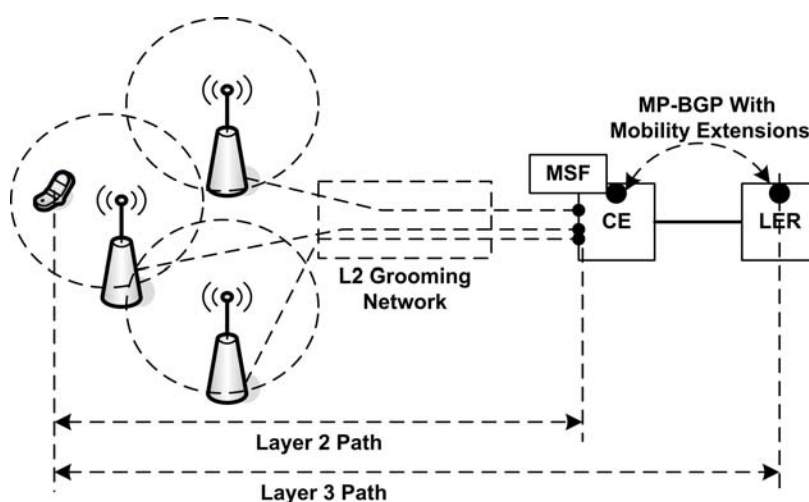 MP-BGP With
Mobility Extensions
MSF
CE
LER
L2 Grooming
Network
Layer 2 Path
Layer 3 Path